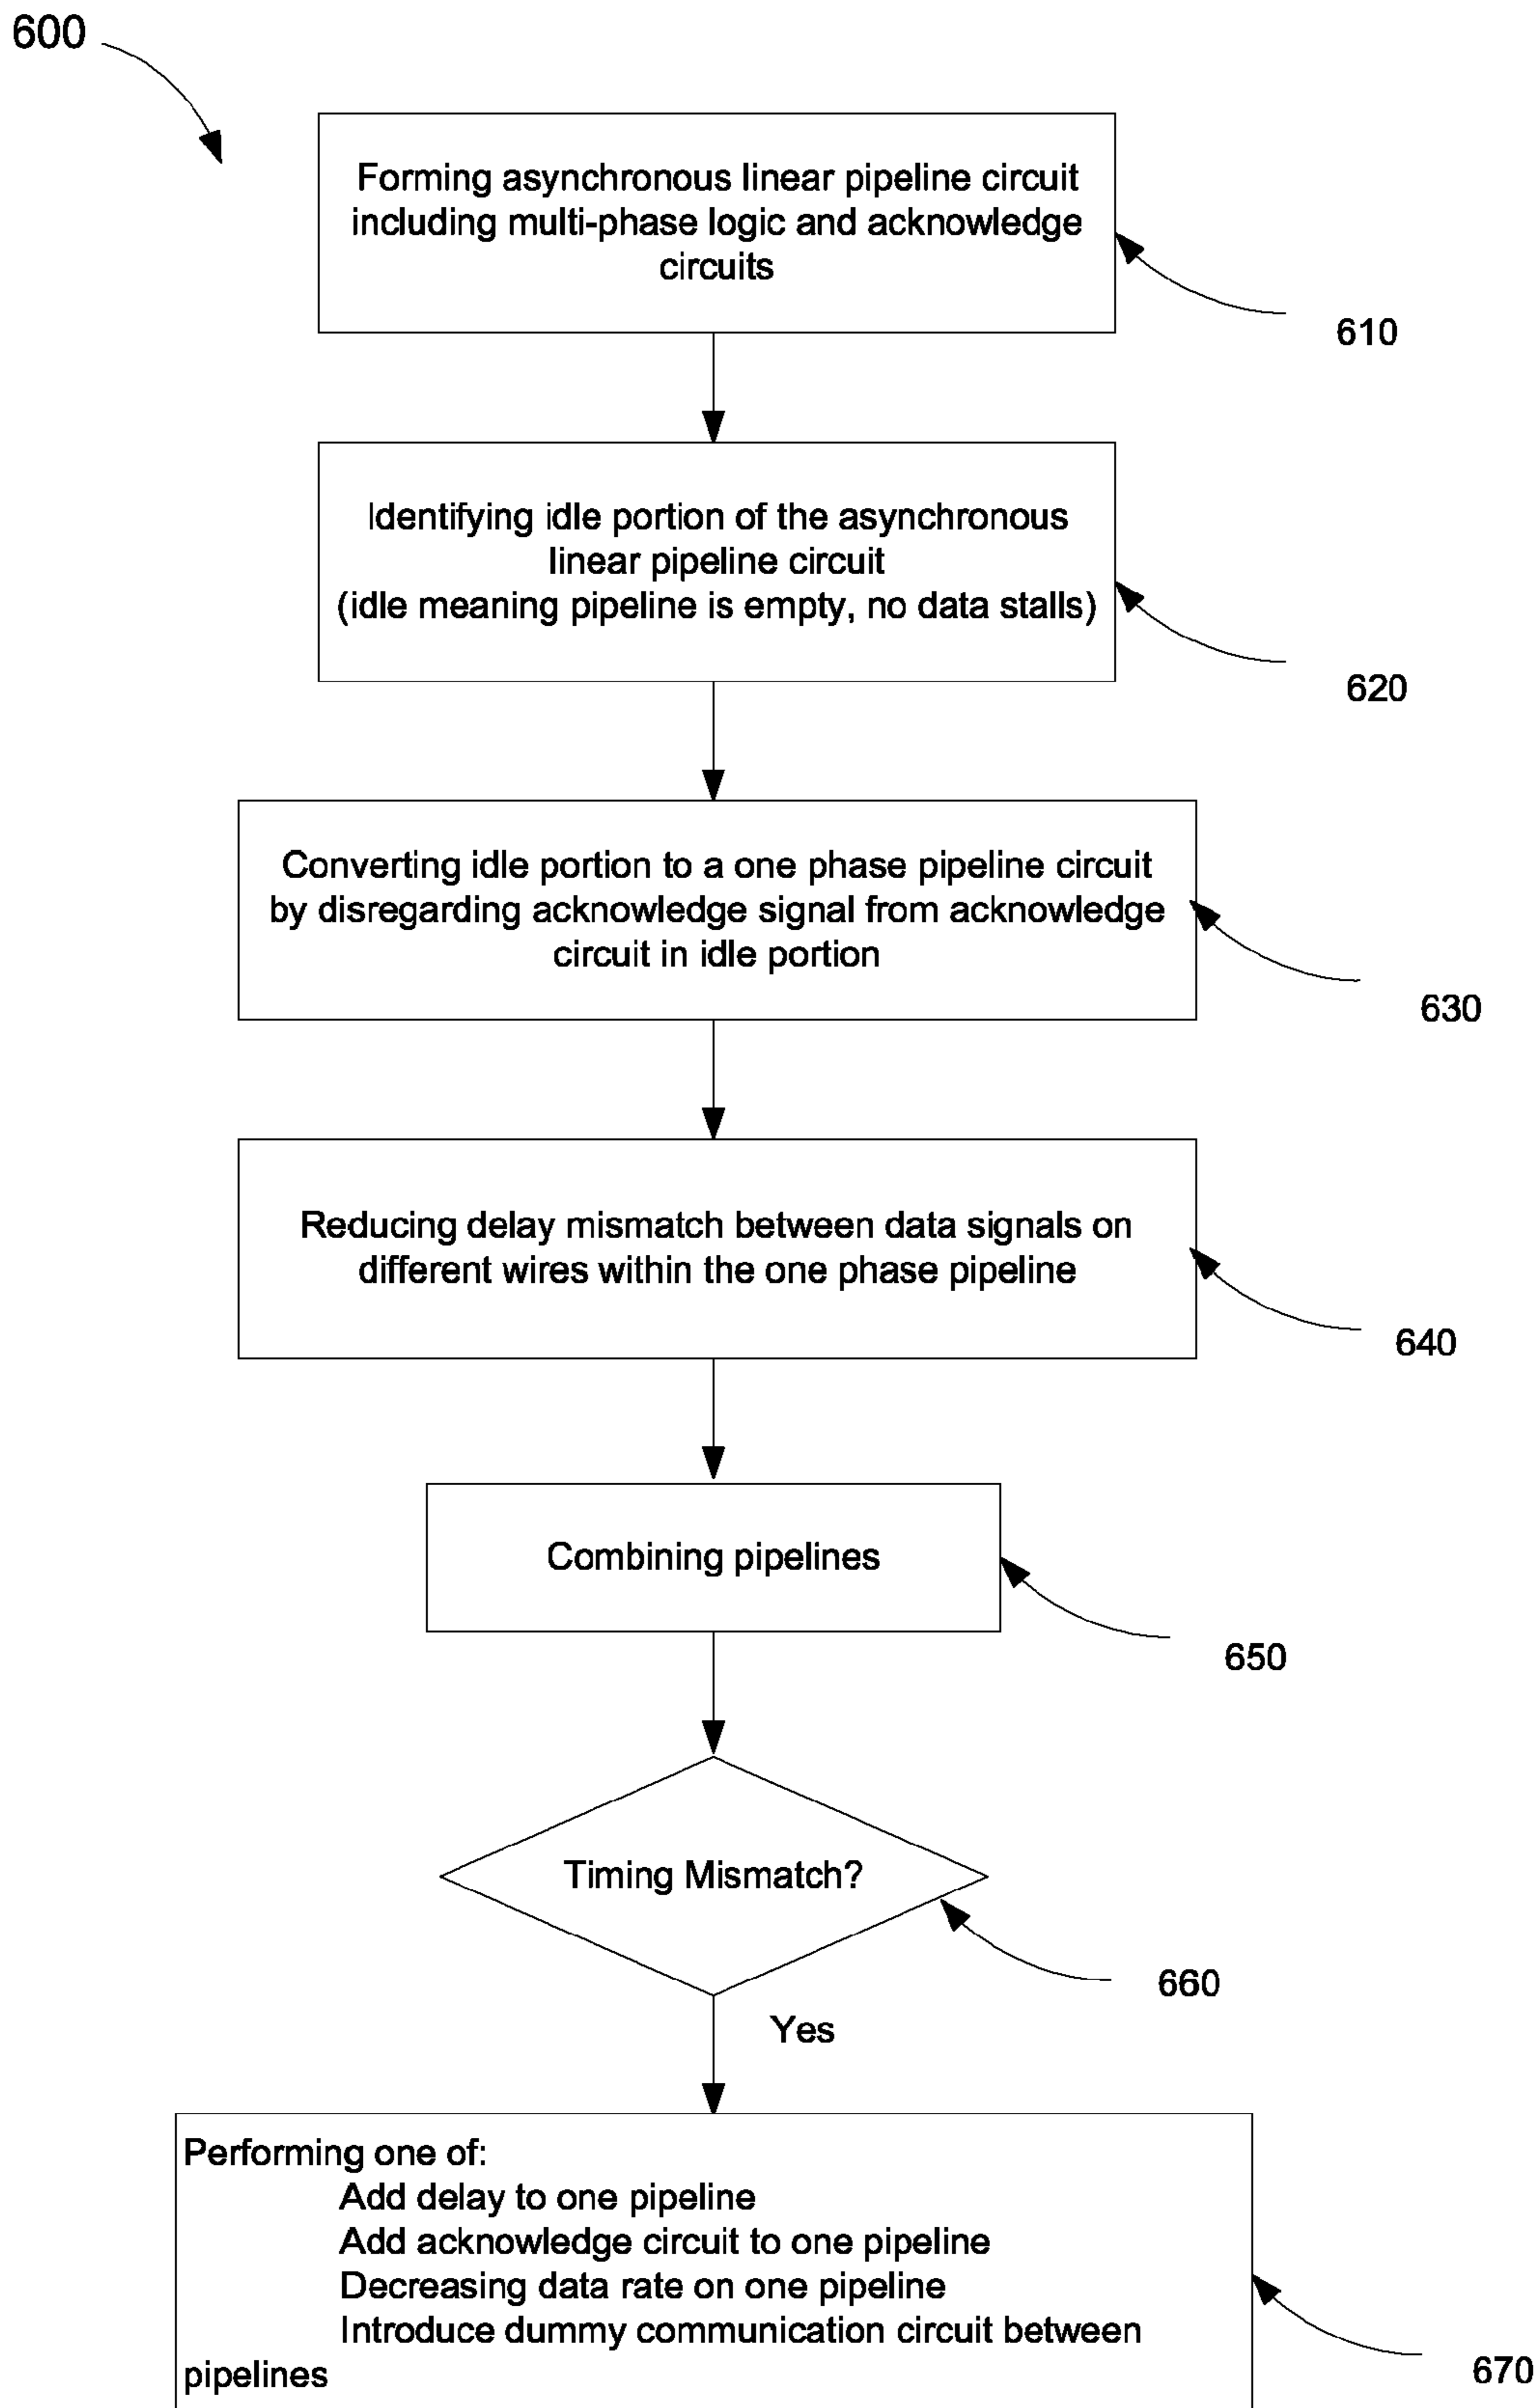 600
Forming asynchronous linear pipeline circuit
including multi-phase logic and acknowledge
circuits
610
Identifying idle portion of the asynchronous
linear pipeline circuit
(idle meaning pipeline is empty, no data stalls)
620
Converting idle portion to a one phase pipeline circuit
by disregarding acknowledge signal from acknowledge
circuit in idle portion
630
Reducing delay mismatch between data signals on
different wires within the one phase pipeline
640
Combining pipelines
650
Timing Mismatch?
660
Yes
Performing one of:
Add delay to one pipeline
Add acknowledge circuit to one pipeline
Decreasing data rate on one pipeline
Introduce dummy communication circuit between
pipelines
670